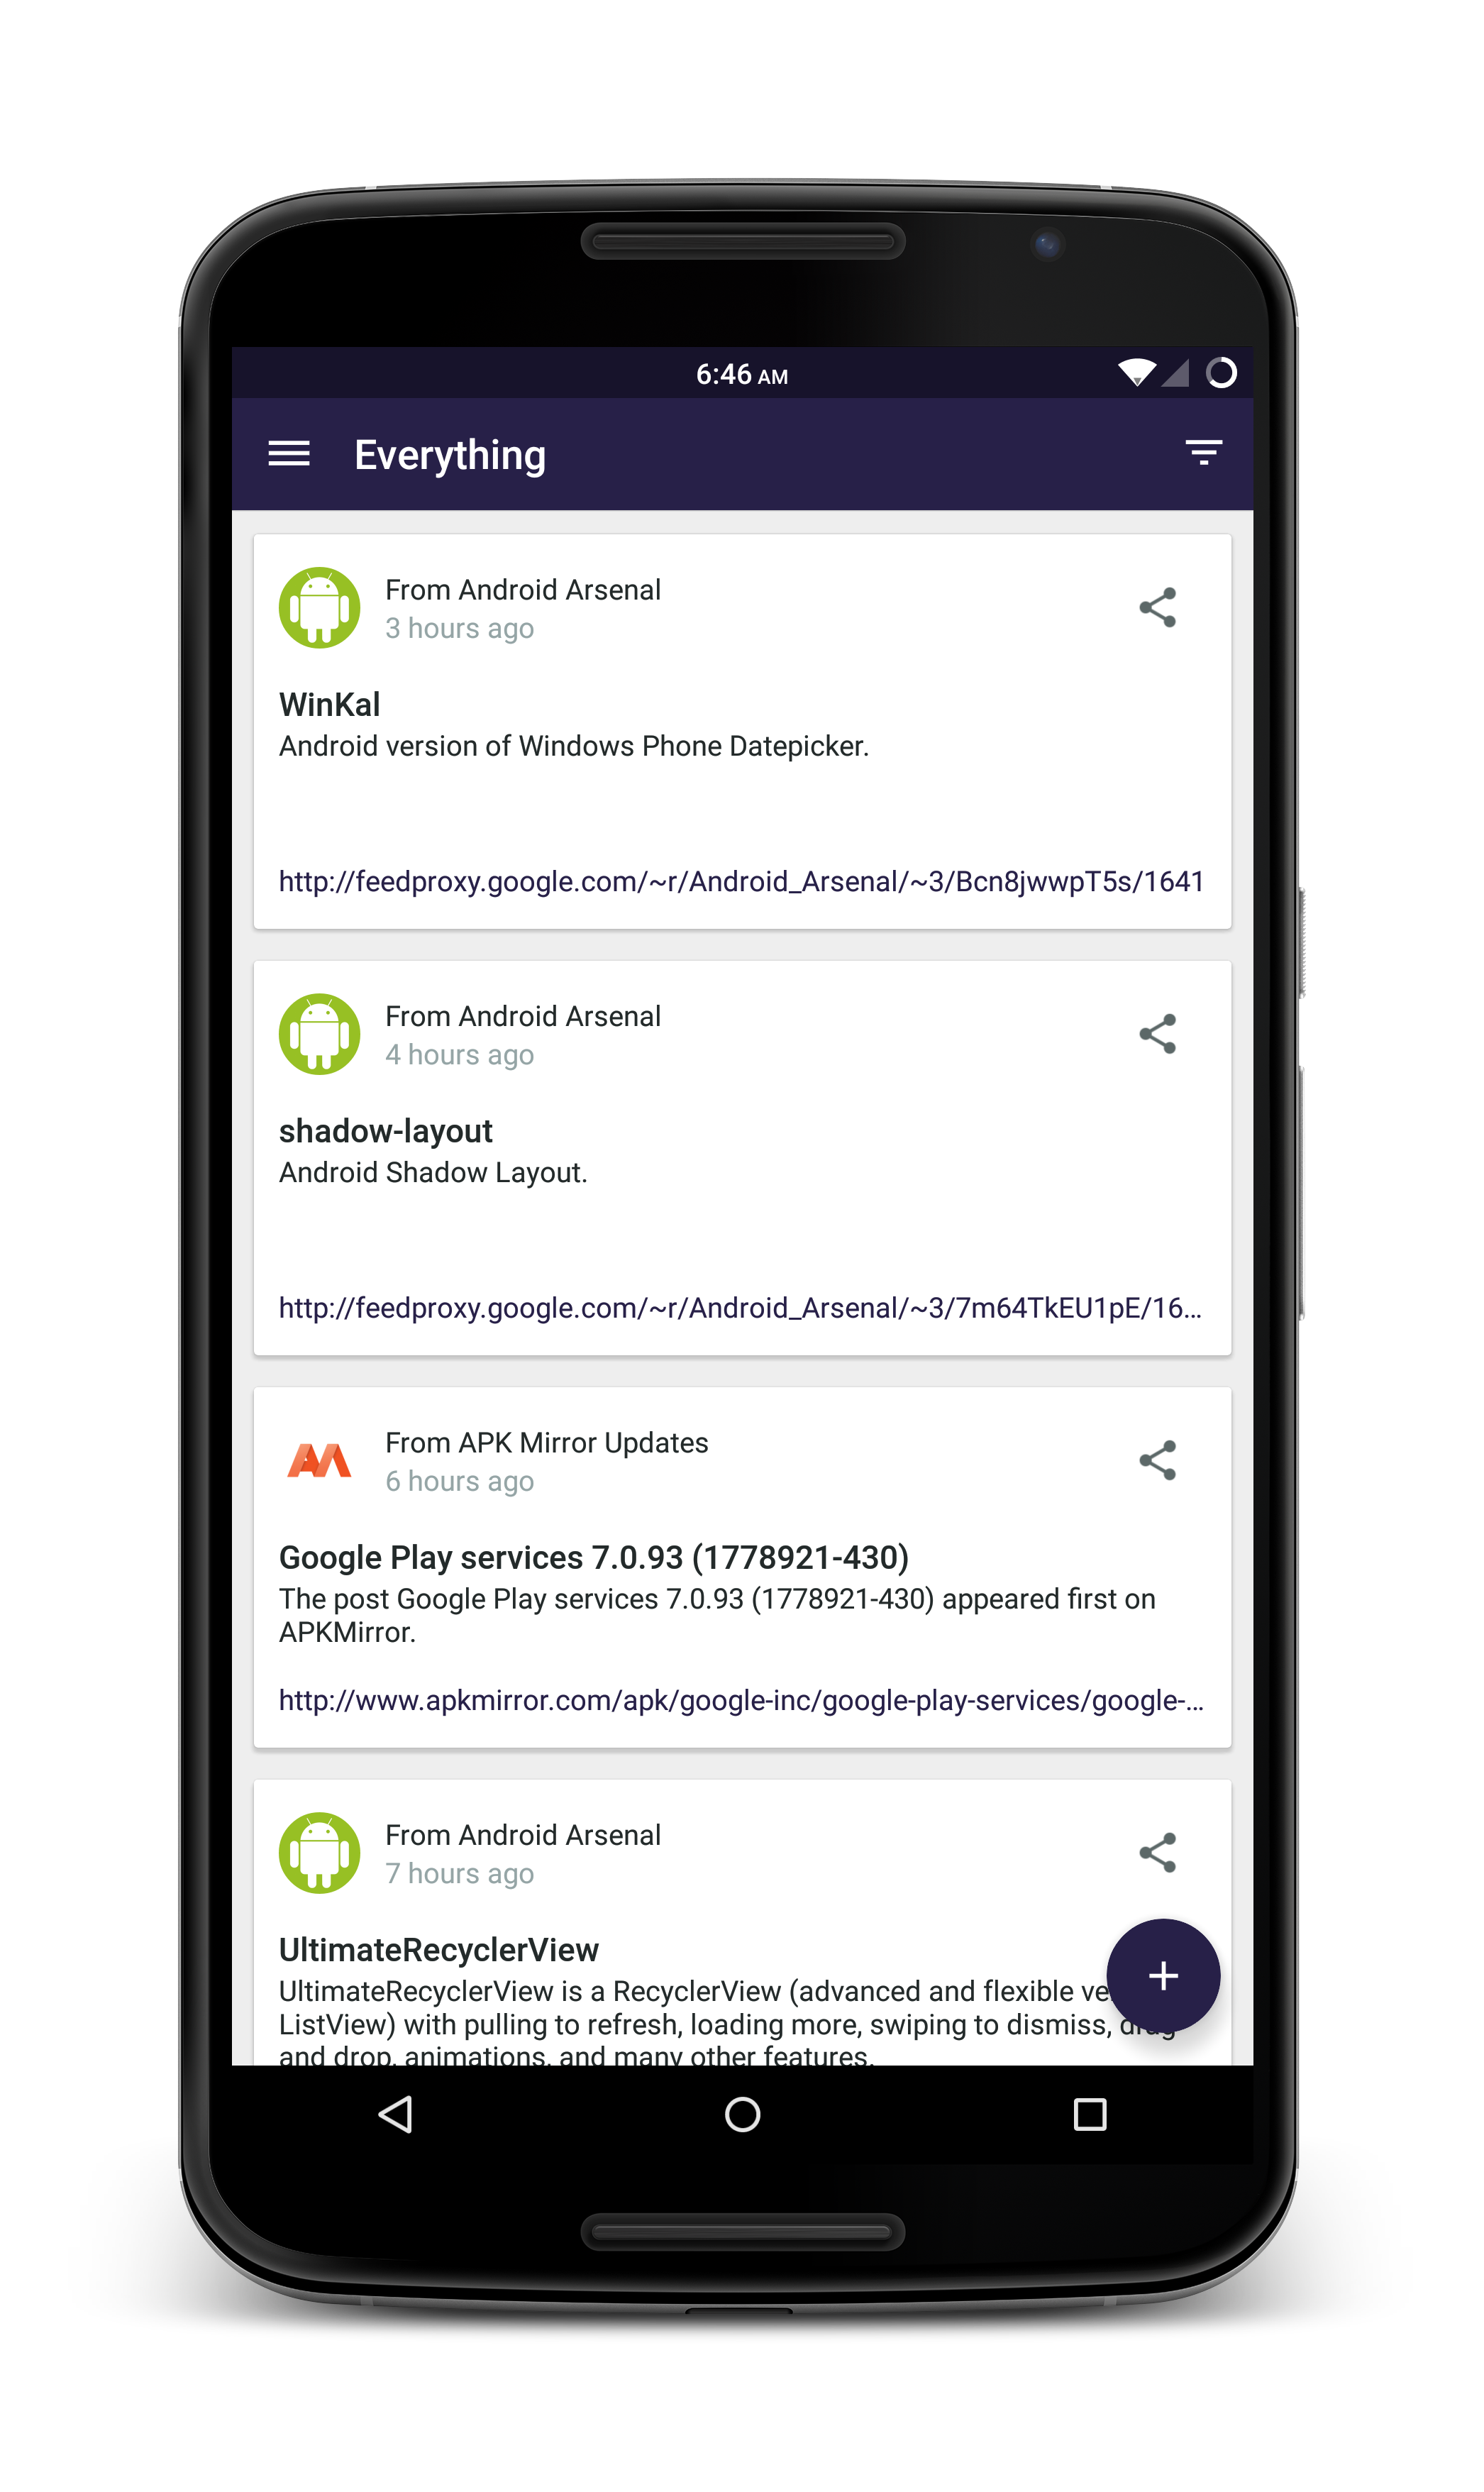 6:46 AM
Everything
From Android Arsenal
3 hours ago
WinKal
Android version of Windows Phone Datepicker.
http://feedproxy.google.com/~r/Android_Arsenal/~3/Bcn8jwwpT5s/1641
From Android Arsenal
4 hours ago
shadow-layout
Android Shadow Layout.
http://feedproxy.google.com/~r/Android_Arsenal/~3/7m64TkEU1pE/16...
From APK Mirror Updates
6 hours ago
Google Play services 7.0.93 (1778921-430)
The post Google Play services 7.0.93 (1778921-430) appeared first on
APKMirror.
http://www.apkmirror.com/apk/google-inc/google-play-services/google-...
From Android Arsenal
7 hours ago
UltimateRecyclerView
UltimateRecyclerView is a RecyclerView (advanced and flexible
ListView) with pulling to refresh, loading more, swiping to dismiss, drag
and drop, animations, and many other features.